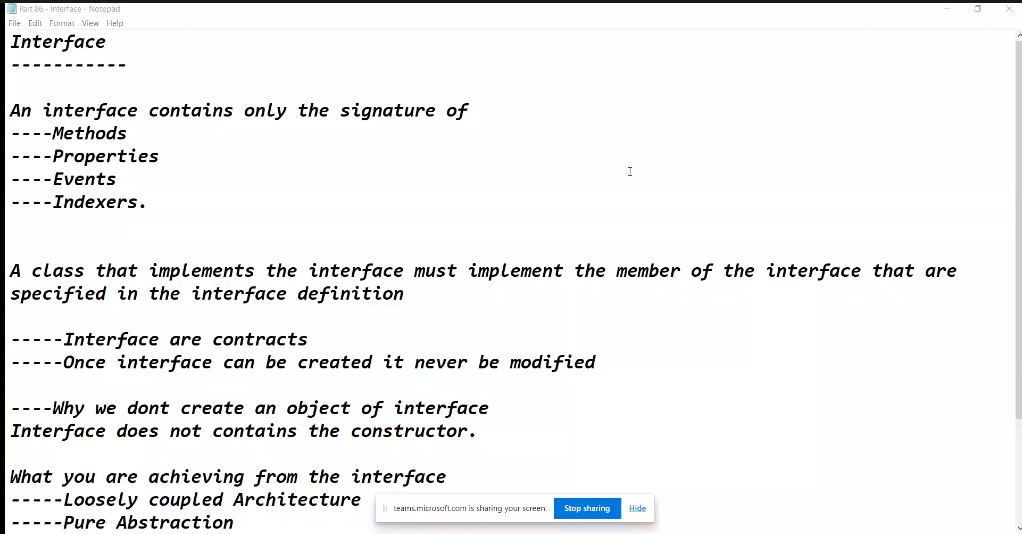 Part 86 - Interface - Notepad
File Edit Format View Help
Interface
-----------
An interface contains only the signature of
----Methods
----Properties
----Events
----Indexers.
A class that implements the interface must implement the member of the interface that are
specified in the interface definition
-----Interface are contracts
-----Once interface can be created it never be modified
----Why we dont create an object of interface
Interface does not contains the constructor.
What you are achieving from the interface
-----Loosely coupled Architecture
-----Pure Abstraction
teams.microsoft.com is sharing your screen. Stop sharing Hide